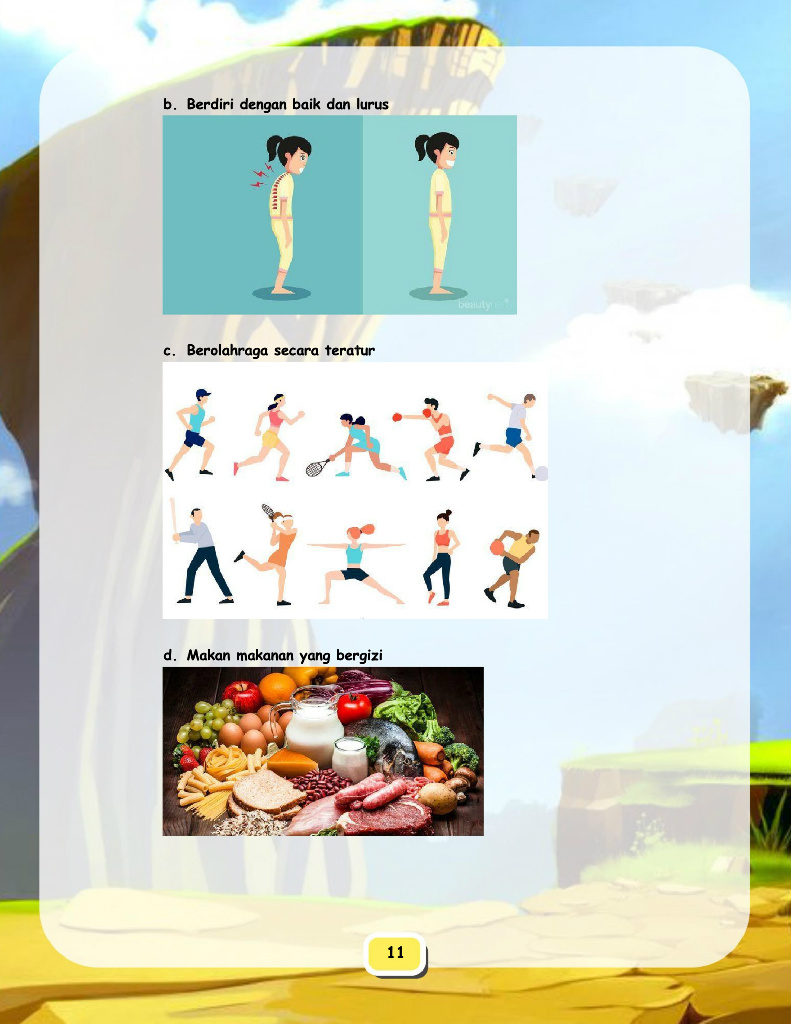 b. Berdiri dengan baik dan lurus
beauty
c. Berolahraga secara teratur
d. Makan makanan yang bergizi
11